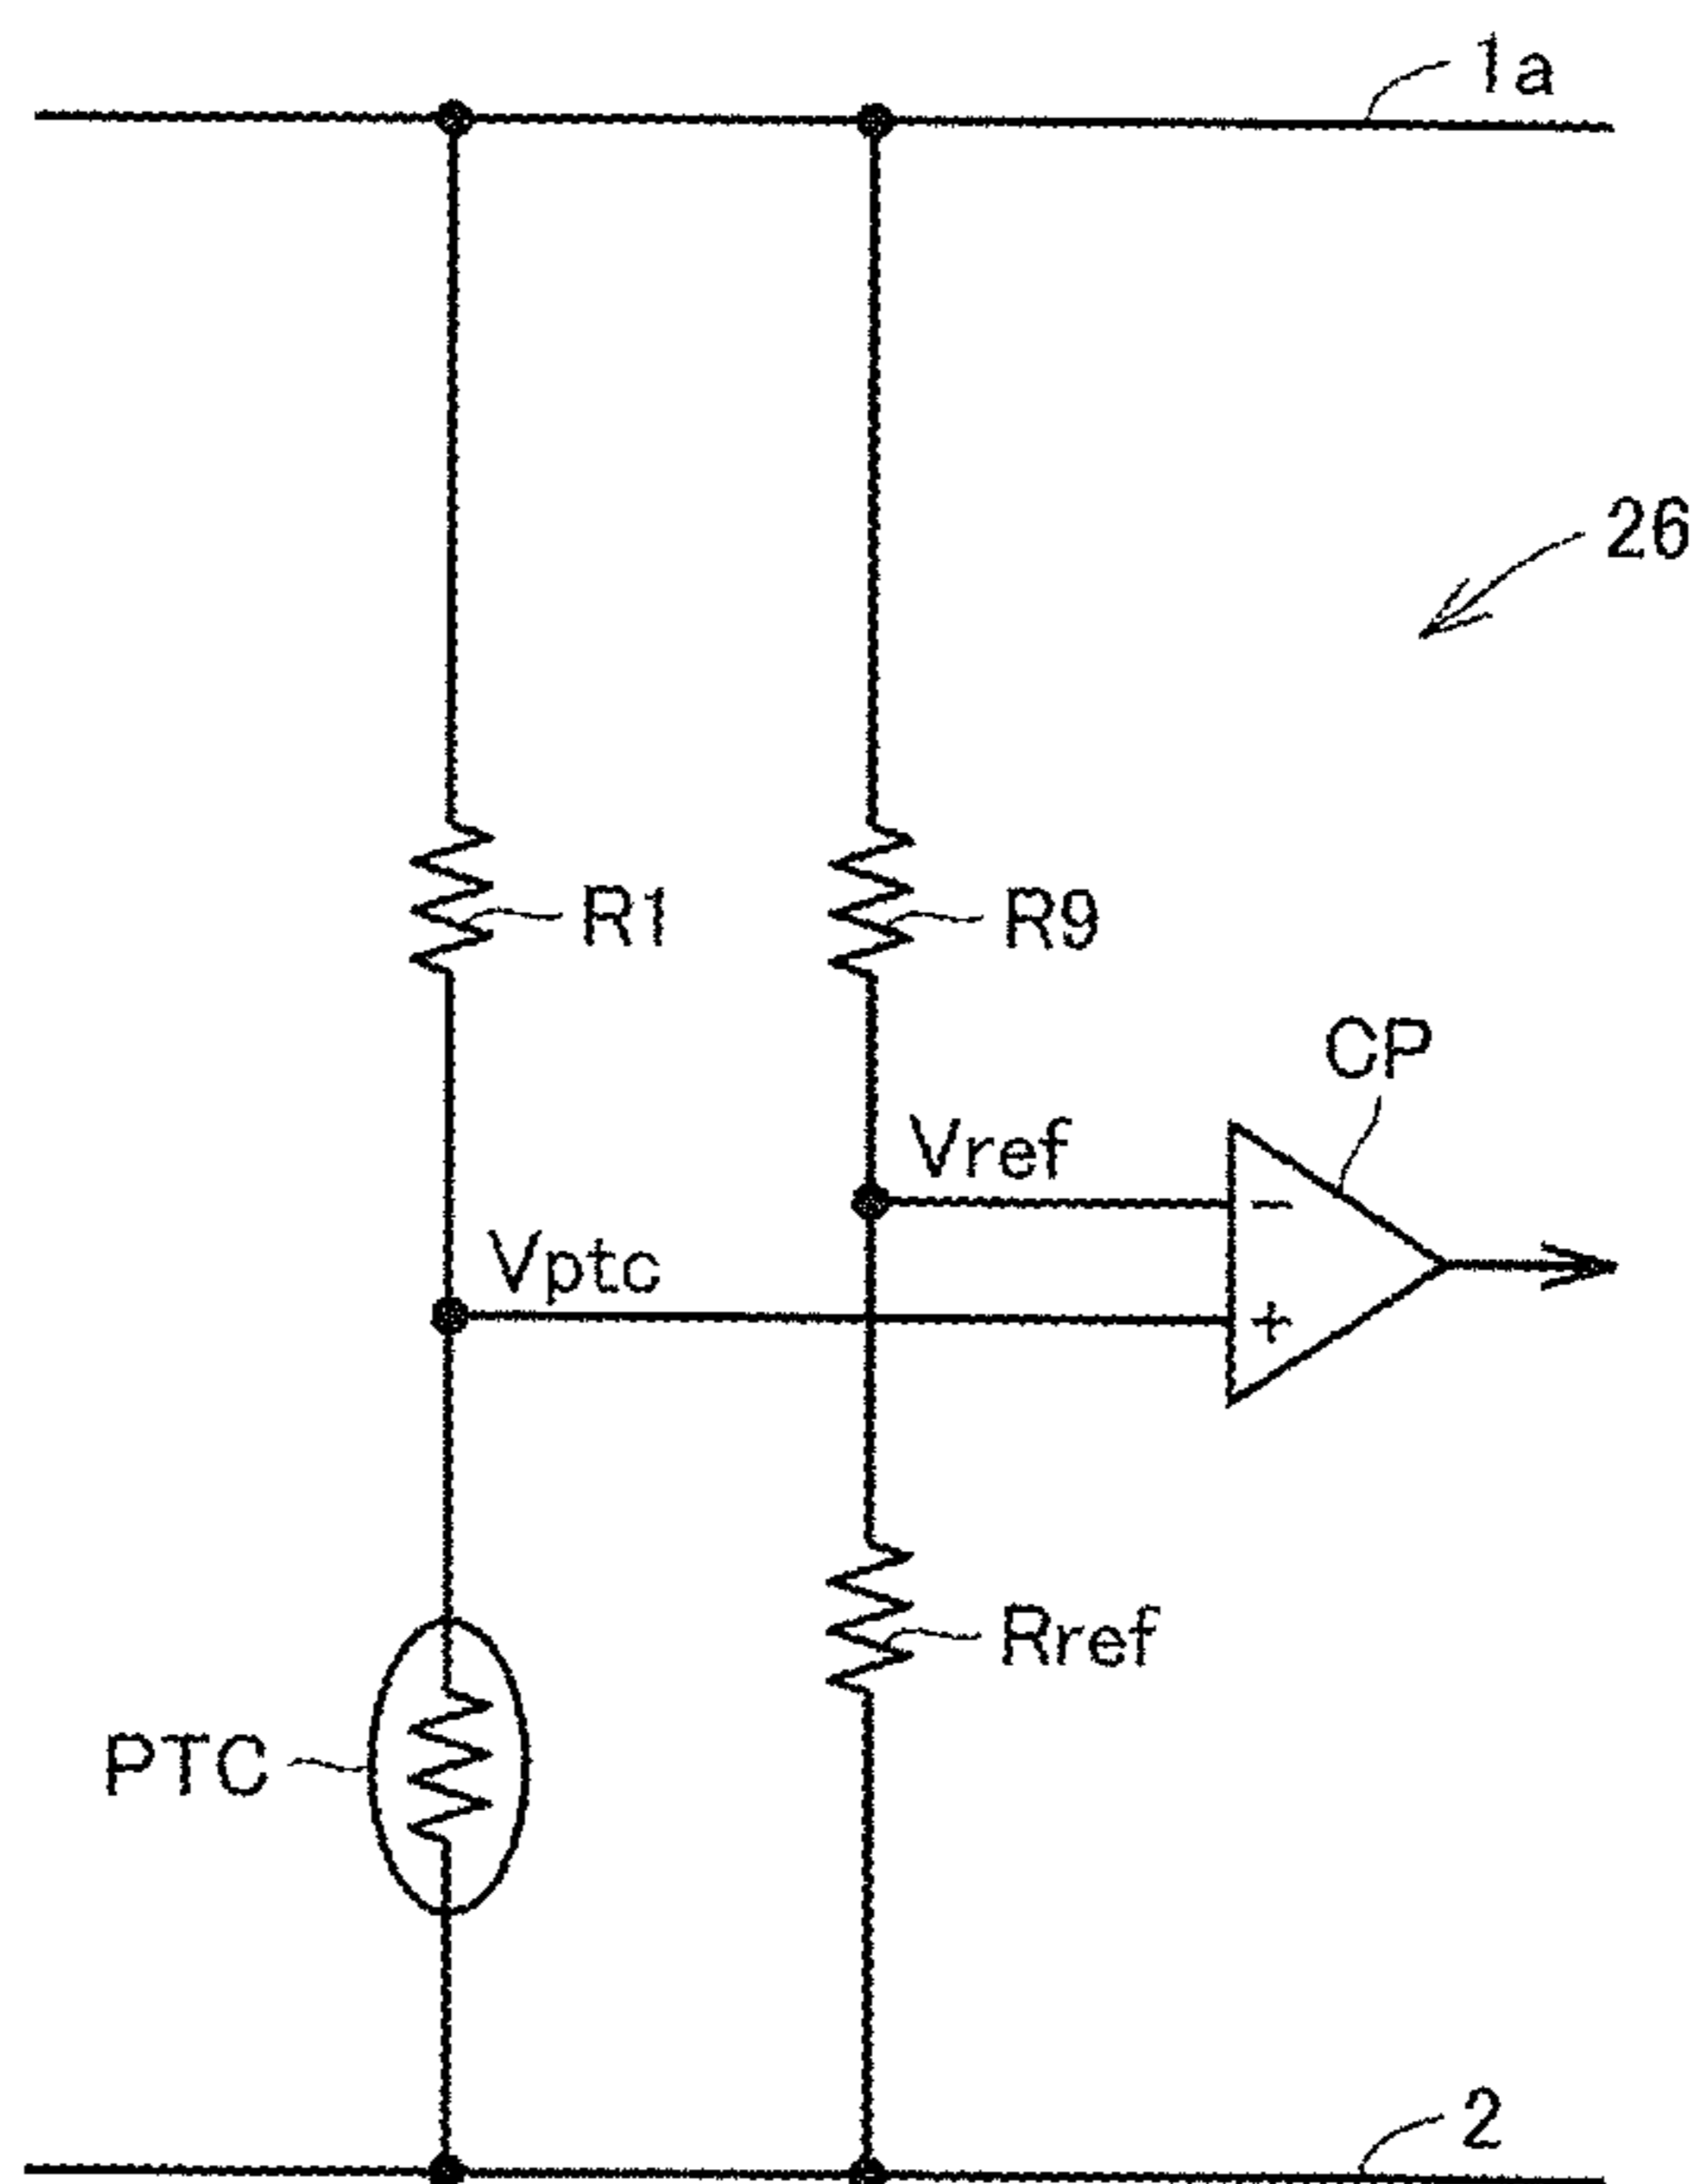 1a
26
R1
R9
CP
Vref
Vptc
−
+
Rref
PTC
2